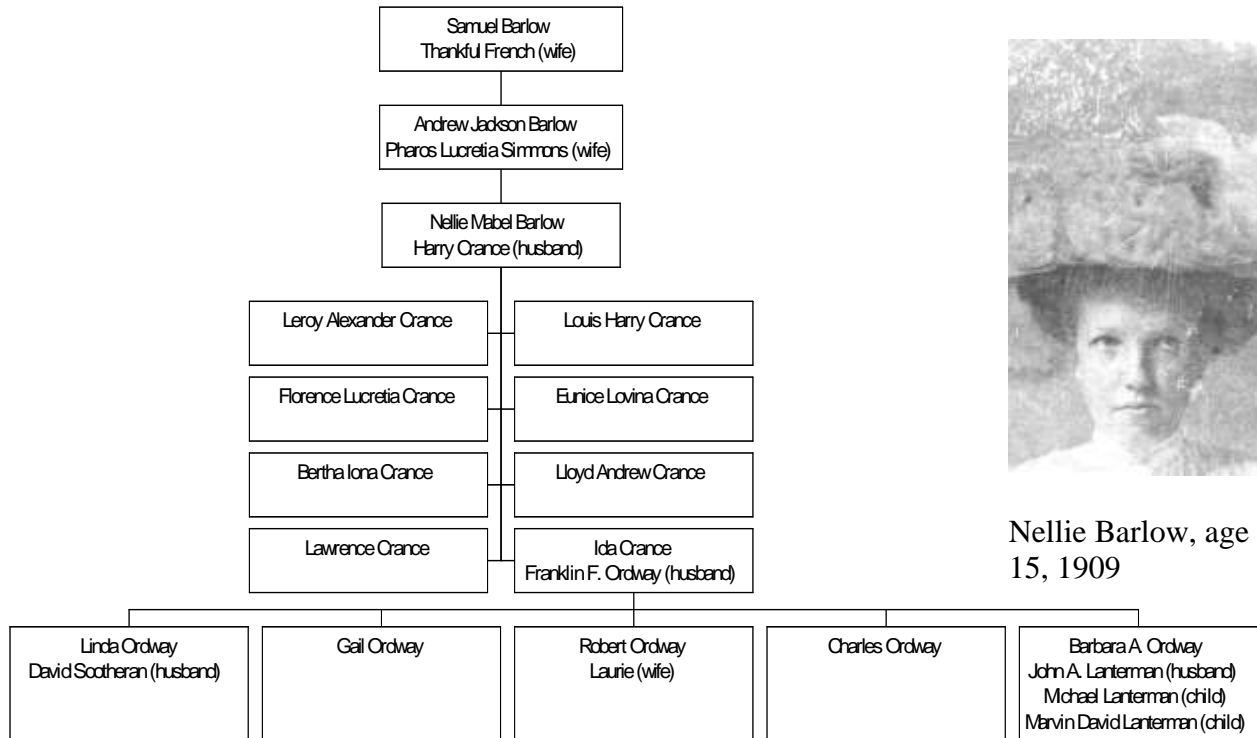 Samuel Barlow
Thankful French (wife)
Andrew Jackson Barlow
Pharos Lucretia Simmons (wife)
Nellie Mabel Barlow
Harry Crance (husband)
Leroy Alexander Crance
Louis Harry Crance
Florence Lucretia Crance
Eunice Lovina Crance
Bertha Iona Crance
Lloyd Andrew Crance
Lawrence Crance
Ida Crance
Franklin F. Ordway (husband)
Linda Ordway
David Sootheran (husband)
Gail Ordway
Robert Ordway
Laurie (wife)
Charles Ordway
Barbara A. Ordway
John A. Lanterman (husband)
Michael Lanterman (child)
Marvin David Lanterman (child)
Nellie Barlow, age
15, 1909